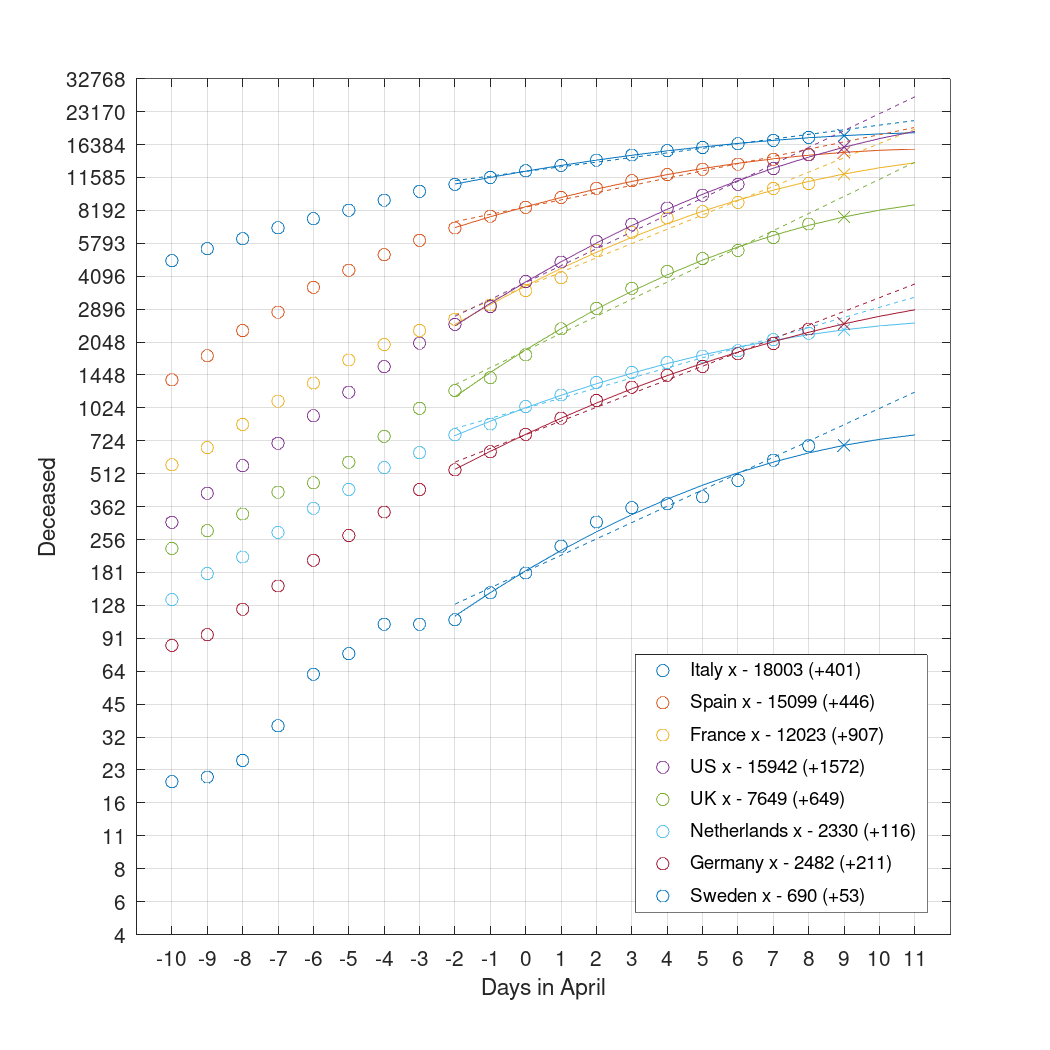 32768
23170
16384
11585
8192
5793
4096
2896
2048
1448
1024
724
512
362
256
181
128
91
64
45
32
23
16
11
8
6
4
Deceased
Italy x - 18003 (+401)
Spain x - 15099 (+446)
France x - 12023 (+907)
US x - 15942 (+1572)
UK x - 7649 (+649)
Netherlands x - 2330 (+116)
Germany x - 2482 (+211)
Sweden x - 690 (+53)
-10 -9 -8 -7 -6 -5 -4 -3 -2 -1 0 1 2 3 4 5 6 7 8 9 10 11
Days in April